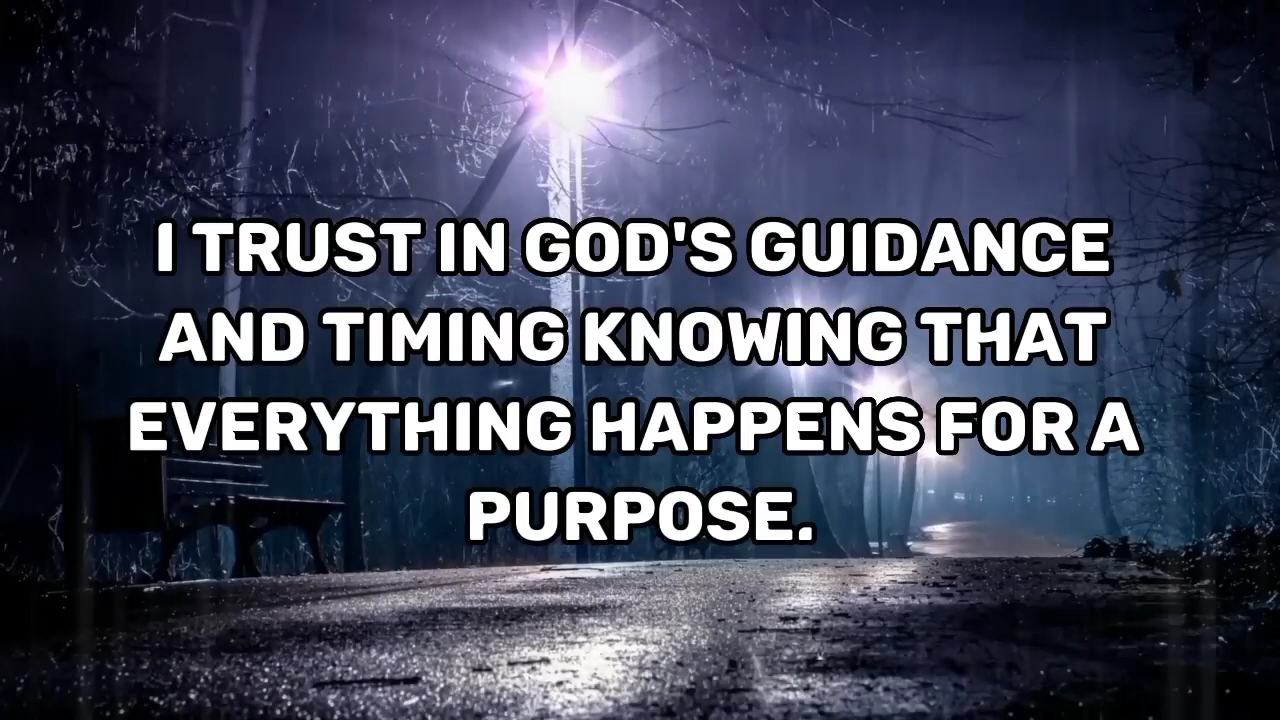 I TRUST IN GOD'S GUIDANCE
AND TIMING KNOWING THAT
EVERYTHING HAPPENS FOR A
PURPOSE.